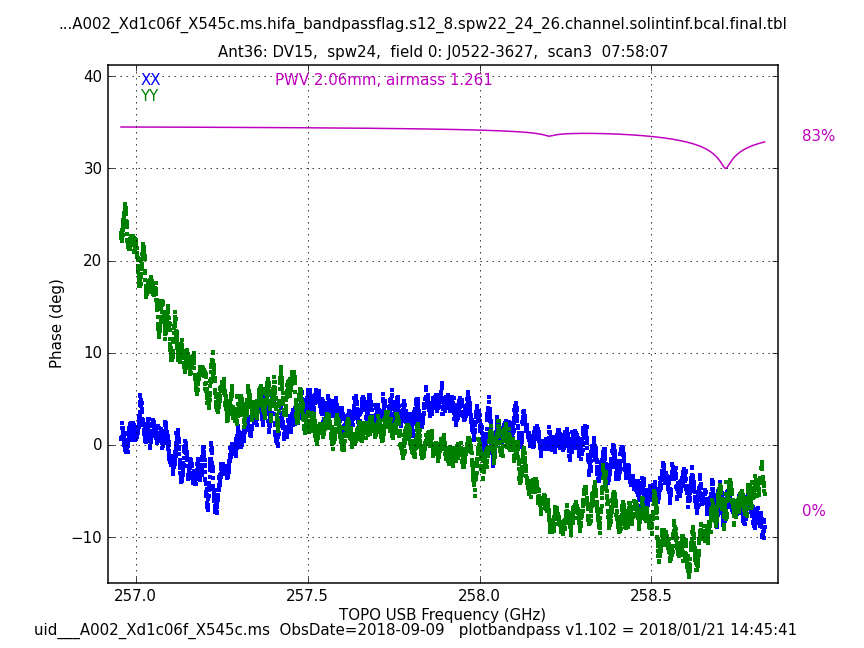 ...A002_Xd1c06f_X545c.ms.hifa_bandpassflag.s12_8.spw22_24_26.channel.solintinf.bcal.final.tbl
Ant36: DV15, spw24, field 0: J0522-3627, scan3 07:58:07
XX
YY
PWV 2.06mm, airmass 1.261
40
30
20
10
0
−10
Phase (deg)
83%
0%
257.0 257.5 258.0 258.5
TOPO USB Frequency (GHz)
uid___A002_Xd1c06f_X545c.ms ObsDate=2018-09-09 plotbandpass v1.102 = 2018/01/21 14:45:41